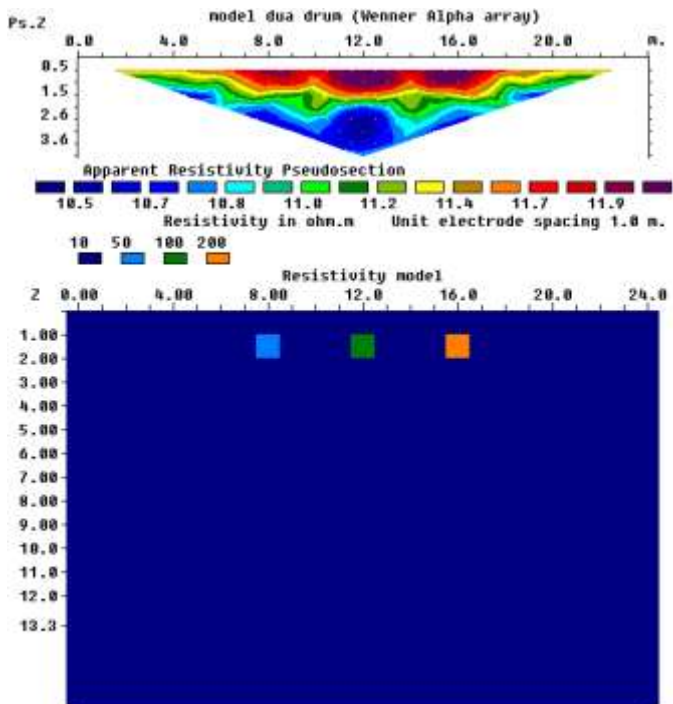 model dua drum (Wenner Alpha array)
Ps.Z
0.0 4.0 8.0 12.0 16.0 20.0 m.
0.5
1.5
2.6
3.6
Apparent Resistivity Pseudosection
10.5 10.7 10.8 11.0 11.2 11.4 11.7 11.9
Resistivity in ohm.m Unit electrode spacing 1.0 m.
10 50 100 200
Resistivity model
Z 0.00 4.00 8.00 12.0 16.0 20.0 24.0
1.00
2.00
3.00
4.00
5.00
6.00
7.00
8.00
9.00
10.0
11.0
12.0
13.3